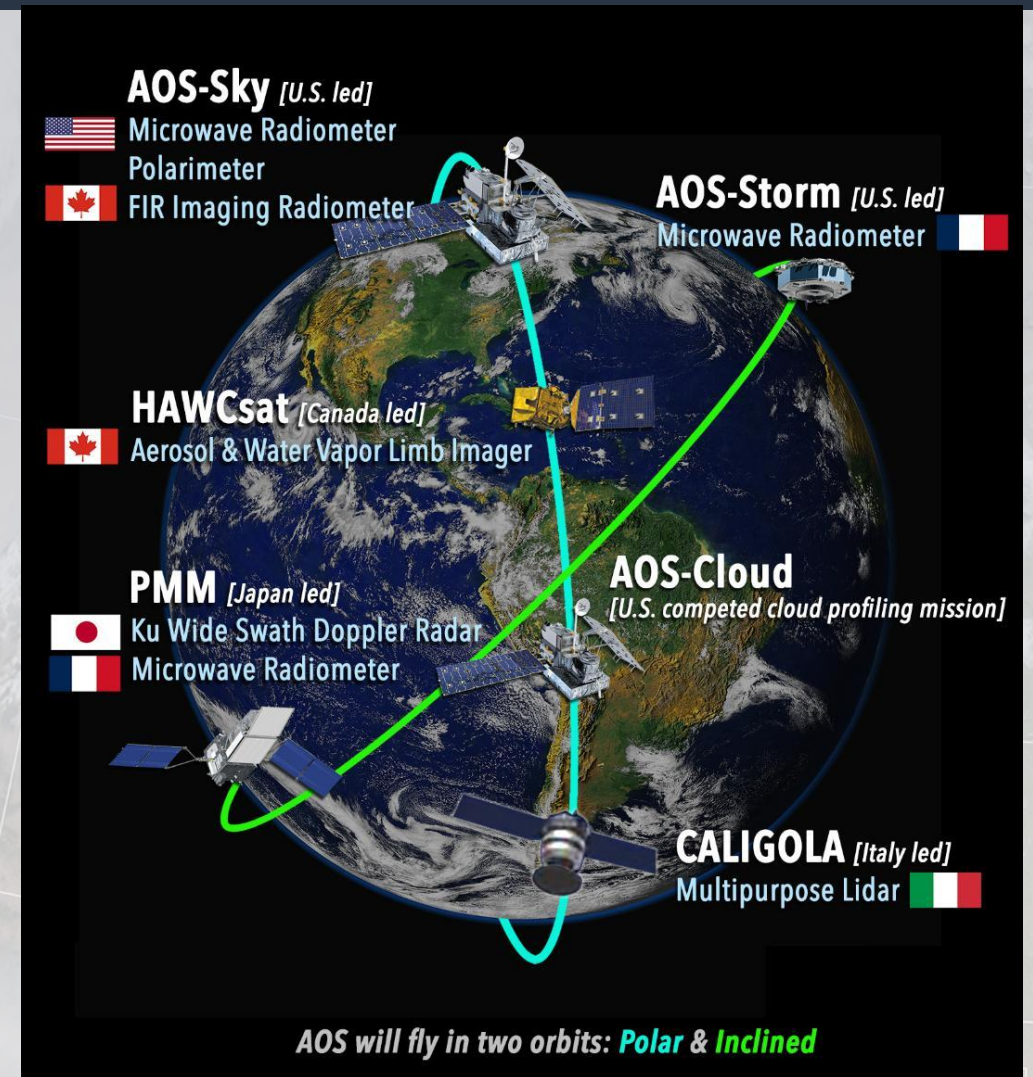 AOS-Sky [U.S. led]
Microwave Radiometer
Polarimeter
FIR Imaging Radiometer
AOS-Storm [U.S. led]
Microwave Radiometer
HAWCsat [Canada led]
Aerosol & Water Vapor Limb Imager
PMM [Japan led]
Ku Wide Swath Doppler Radar
Microwave Radiometer
AOS-Cloud
[U.S. competed cloud profiling mission]
CALIGOLA [Italy led]
Multipurpose Lidar
AOS will fly in two orbits: Polar & Inclined